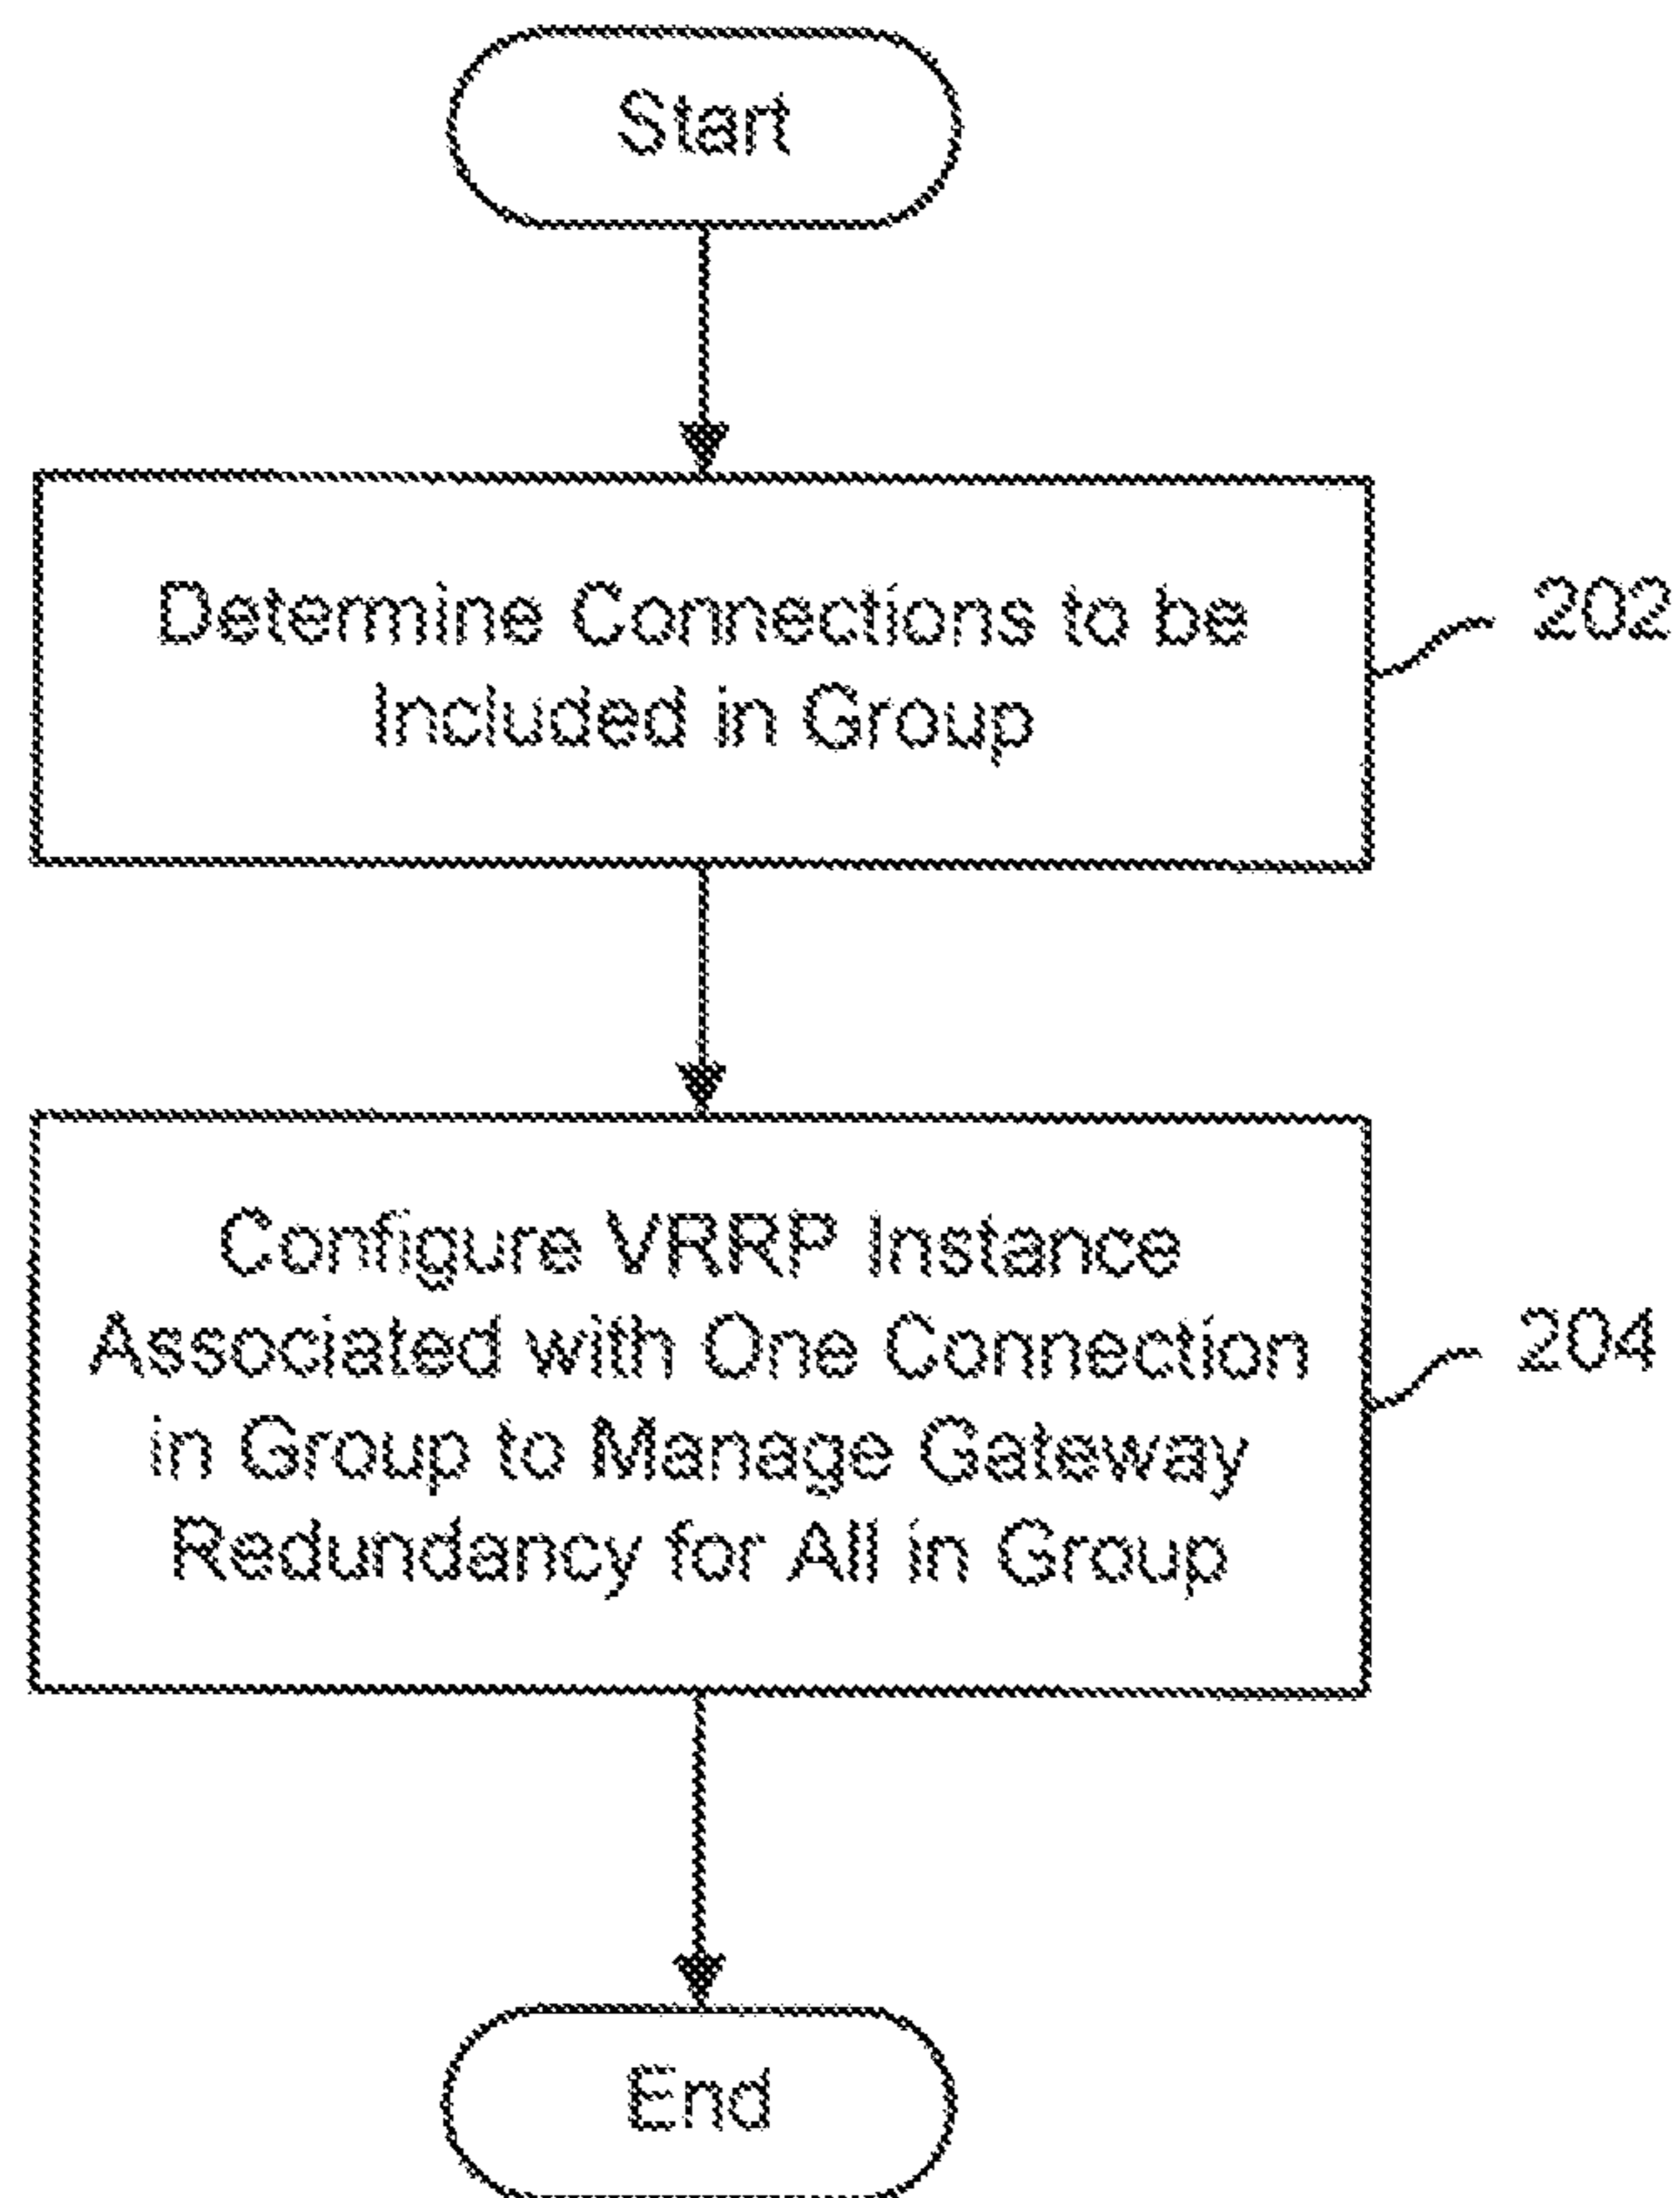 Start
Determine Connections to be
Included in Group
202
Configure VRRP Instance
Associated with One Connection
in Group to Manage Gateway
Redundancy for All in Group
204
End